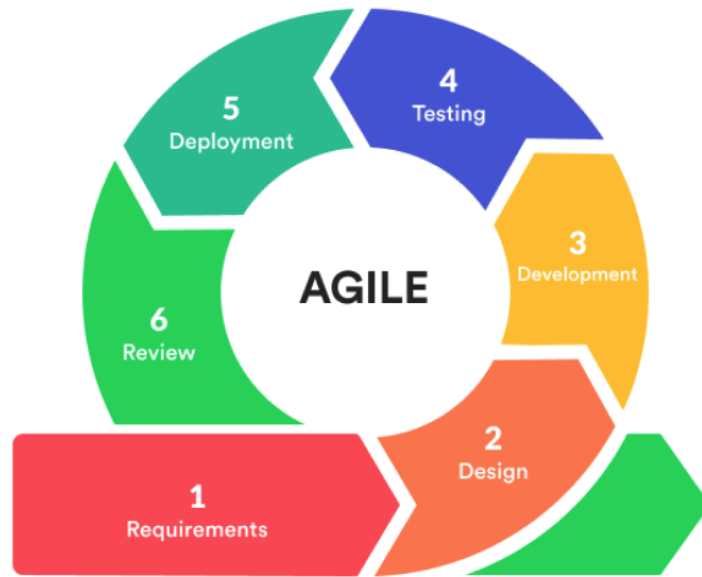 AGILE
1
Requirements
2
Design
3
Development
4
Testing
5
Deployment
6
Review